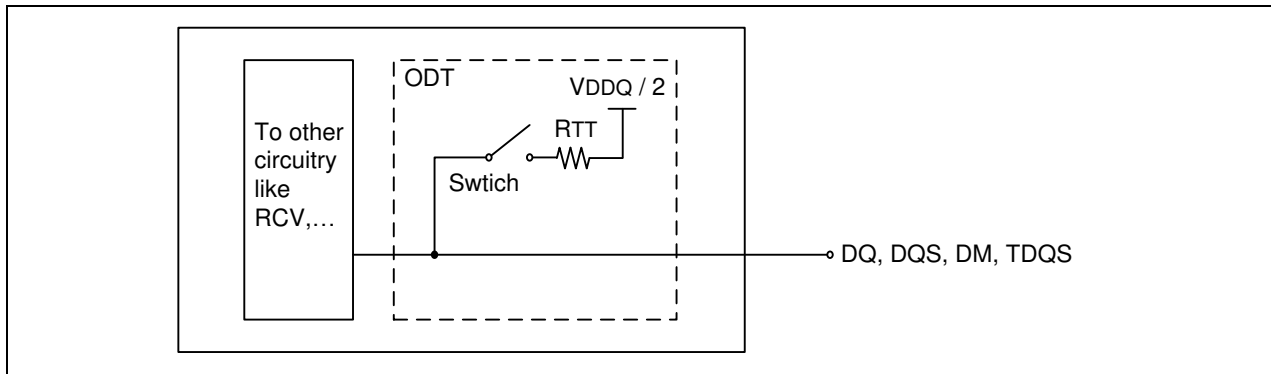 ODT
VDDQ / 2
RTT
Swtich
To other
circuitry
like
RCV,…
DQ, DQS, DM, TDQS